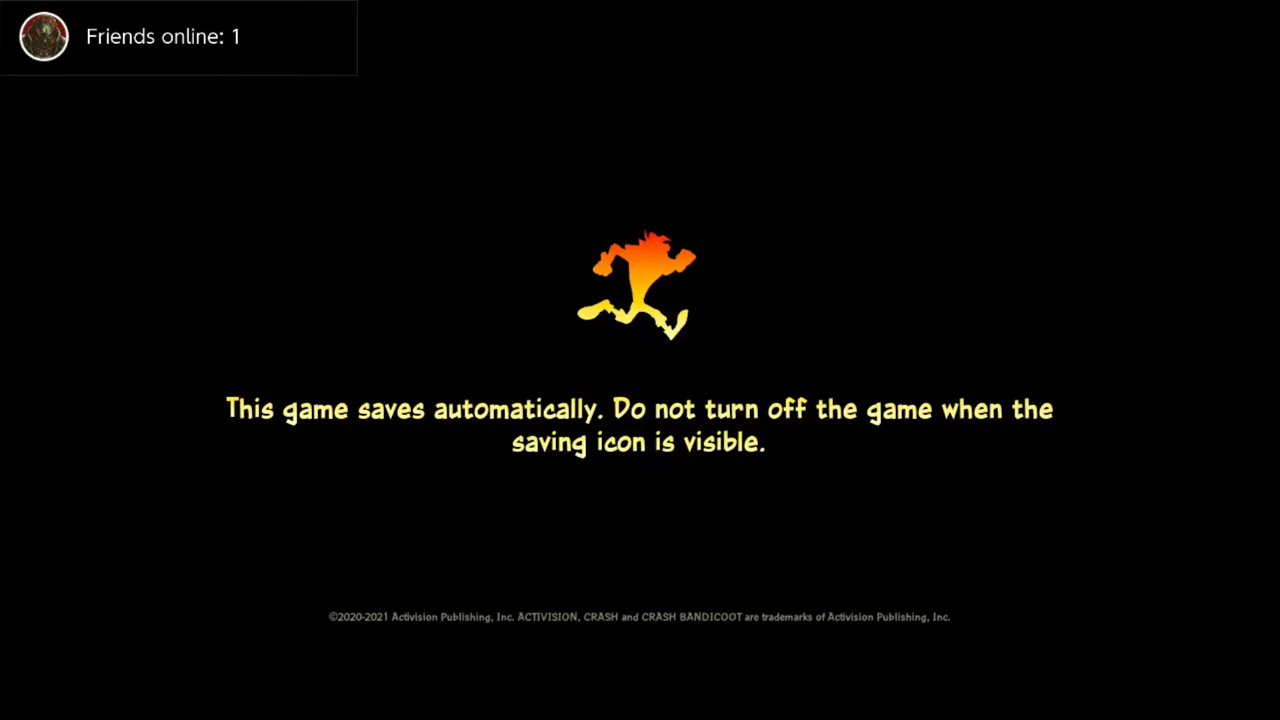 Friends online: 1
This game saves automatically. Do not turn off the game when the
saving icon is visible.
©2020-2021 Activision Publishing, Inc. ACTIVISION, CRASH and CRASH BANDICOOT are trademarks of Activision Publishing, Inc.